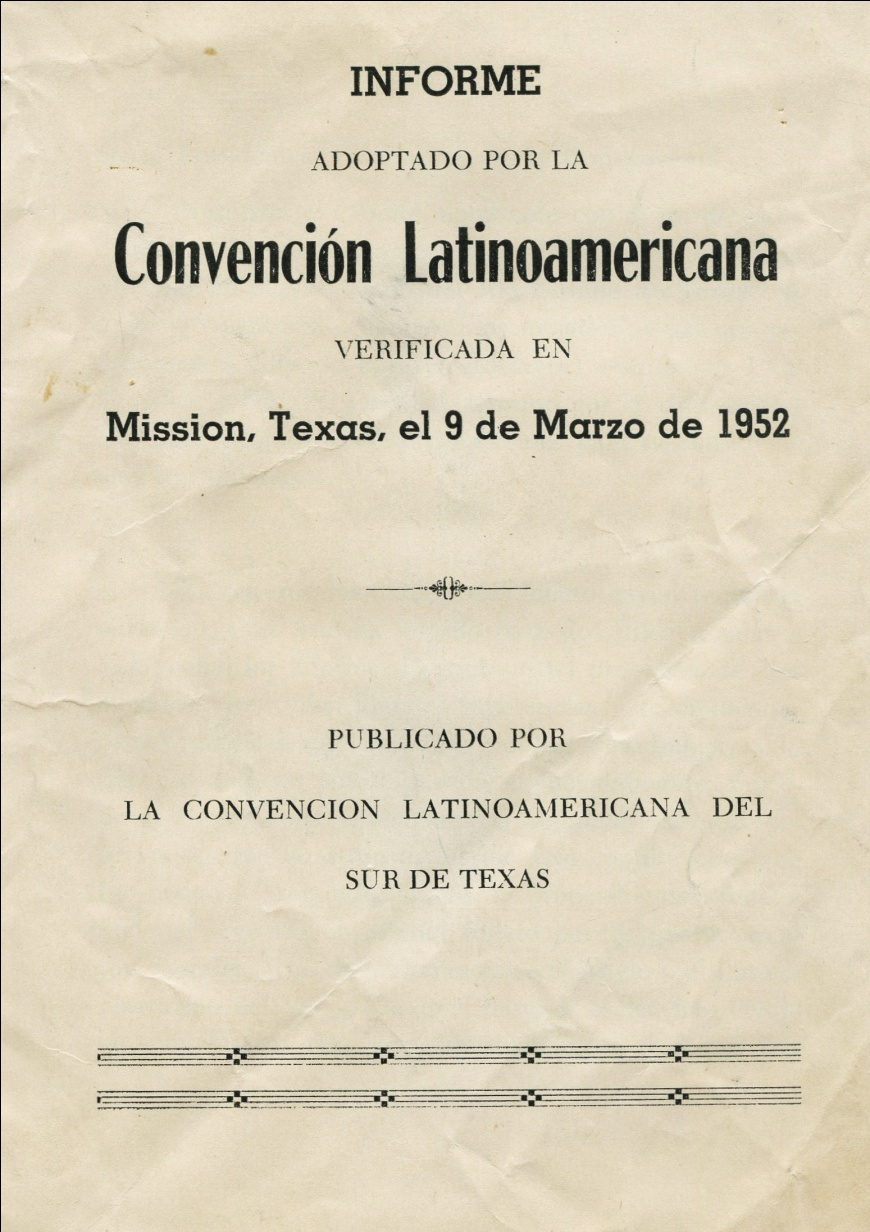 INFORME
ADOPTADO POR LA
Convención Latinoamericana
VERIFICADA EN
Mission, Texas, el 9 de Marzo de 1952
PUBLICADO POR
LA CONVENCION LATINOAMERICANA DEL
SUR DE TEXAS